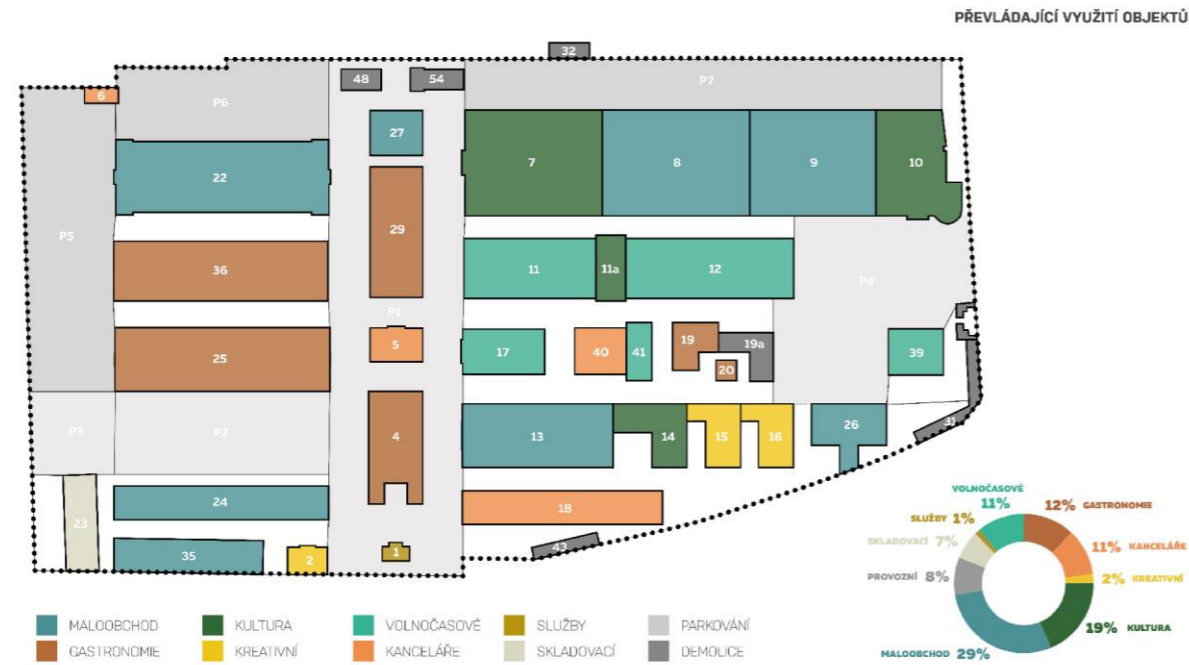 PŘEVLÁDAJÍCÍ VYUŽITÍ OBJEKTŮ
32
48
54
P7
6
P6
27
7
8
9
10
22
29
P5
36
11
11a
12
P4
P1
5
17
40
41
19
19a
20
39
25
4
13
14
15
16
26
31
P3
P2
24
18
23
35
2
1
43
VOLNOČASOVÉ
11%
12% GASTRONOMIE
SLUŽBY 1%
SKLADOVACÍ 7%
11% KANCELÁŘE
PROVOZNÍ 8%
2% KREATIVNÍ
19% KULTURA
MALOOBCHOD 29%
MALOOBCHOD KULTURA VOLNOČASOVÉ SLUŽBY PARKOVÁNÍ
GASTRONOMIE KREATIVNÍ KANCELÁŘE SKLADOVACÍ DEMOLICE